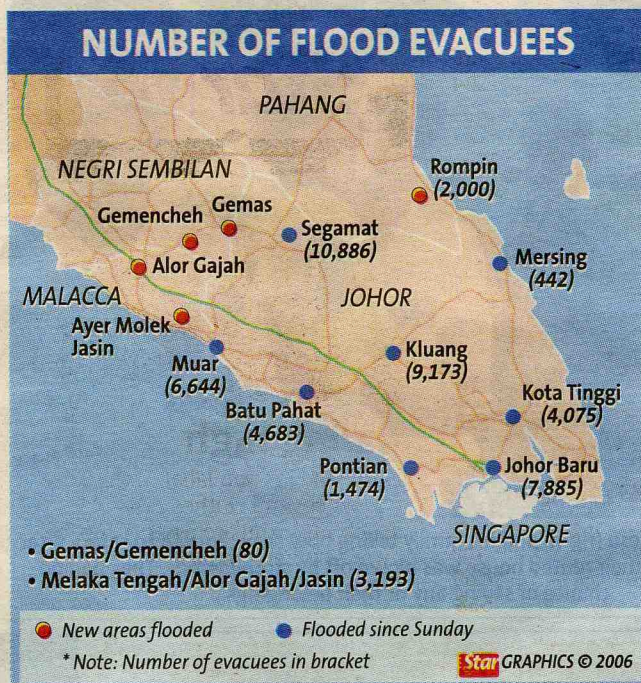 NUMBER OF FLOOD EVACUEES
PAHANG
NEGRI SEMBILAN
Rompin
(2,000)
Gemencheh
Gemas
Segamat
(10,886)
Alor Gajah
Mersing
(442)
MALACCA
JOHOR
Ayer Molek
Jasin
Muar
(6,644)
Kluang
(9,173)
Batu Pahat
(4,683)
Kota Tinggi
(4,075)
Pontian
(1,474)
Johor Baru
(7,885)
SINGAPORE
• Gemas/Gemencheh (80)
• Melaka Tengah/Alor Gajah/Jasin (3,193)
New areas flooded
Flooded since Sunday
* Note: Number of evacuees in bracket
Star GRAPHICS © 2006